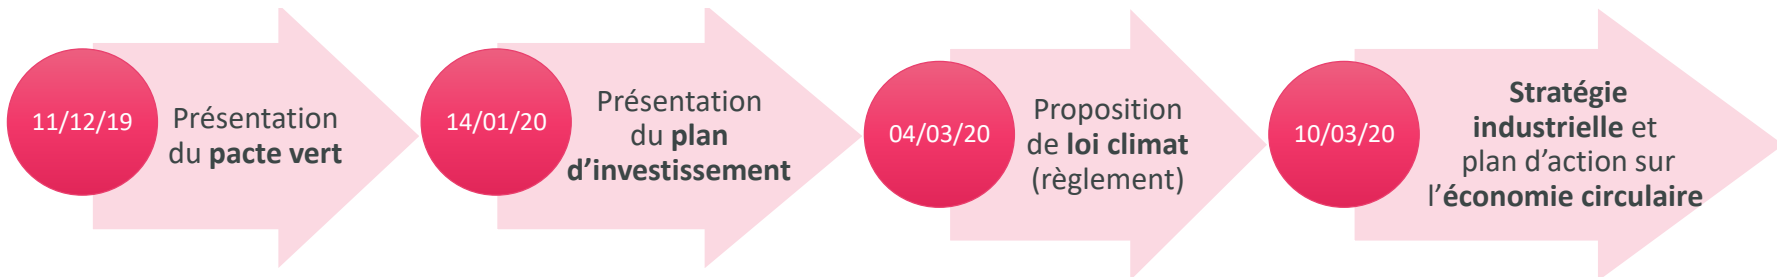 11/12/19
Présentation
du pacte vert
14/01/20
Présentation
du plan
d’investissement
04/03/20
Proposition
de loi climat
(règlement)
10/03/20
Stratégie
industrielle et
plan d’action sur
l’économie circulaire